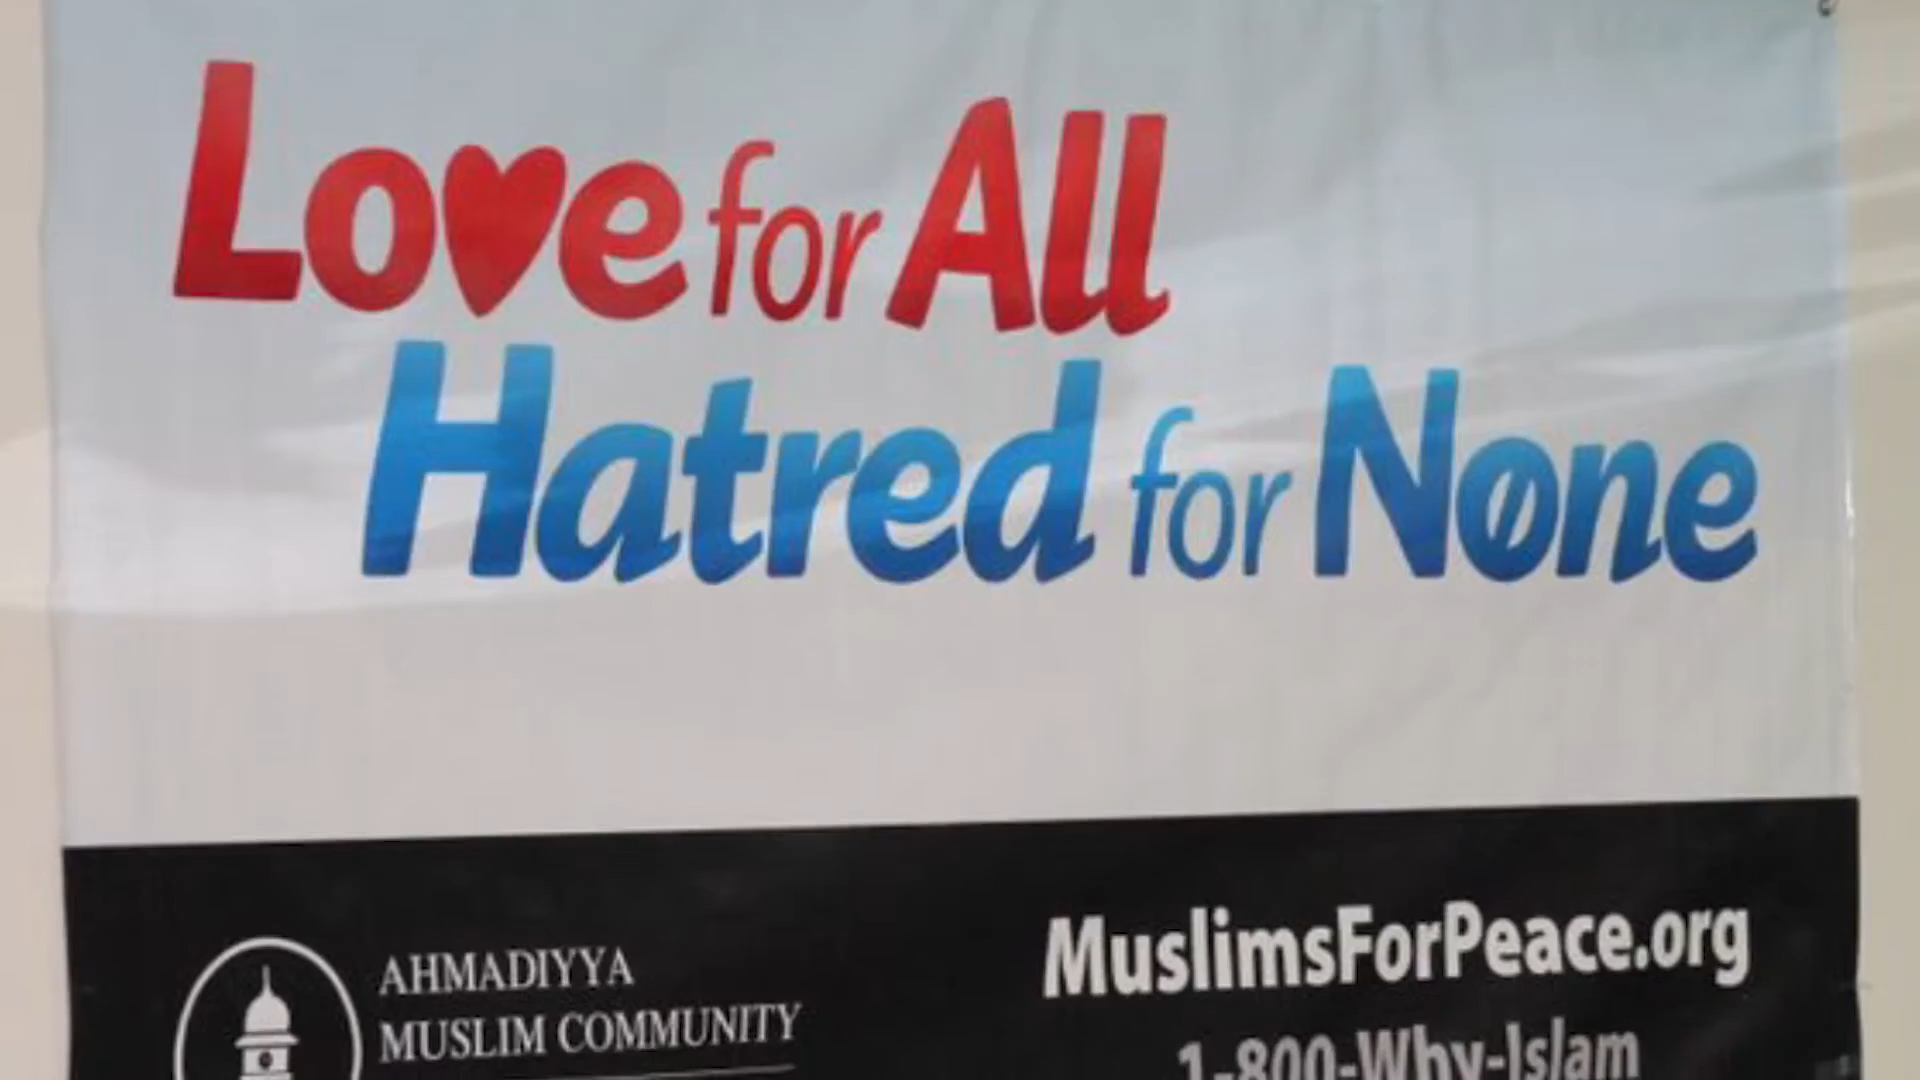 Love for All
Hatred for None
AHMADIYYA
MUSLIM COMMUNITY
MuslimsForPeace.org
1-800-Why-Islam